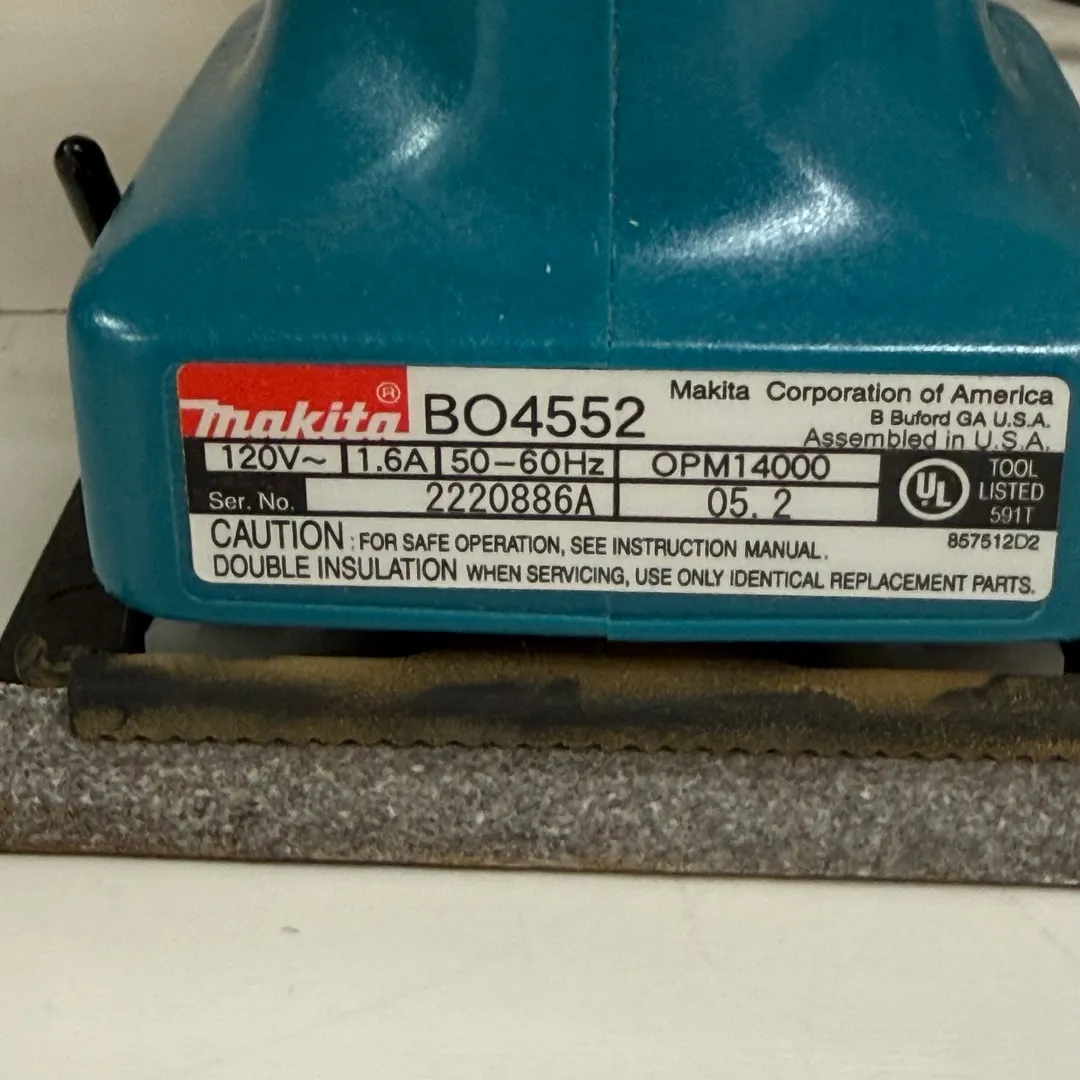 makita® BO4552 Makita Corporation of America
B Buford GA U.S.A.
Assembled in U.S.A.
120V~ 1.6A 50-60Hz OPM14000
Ser. No. 2220886A 05. 2
UL TOOL LISTED 591T
CAUTION : FOR SAFE OPERATION, SEE INSTRUCTION MANUAL. 857512D2
DOUBLE INSULATION WHEN SERVICING, USE ONLY IDENTICAL REPLACEMENT PARTS.